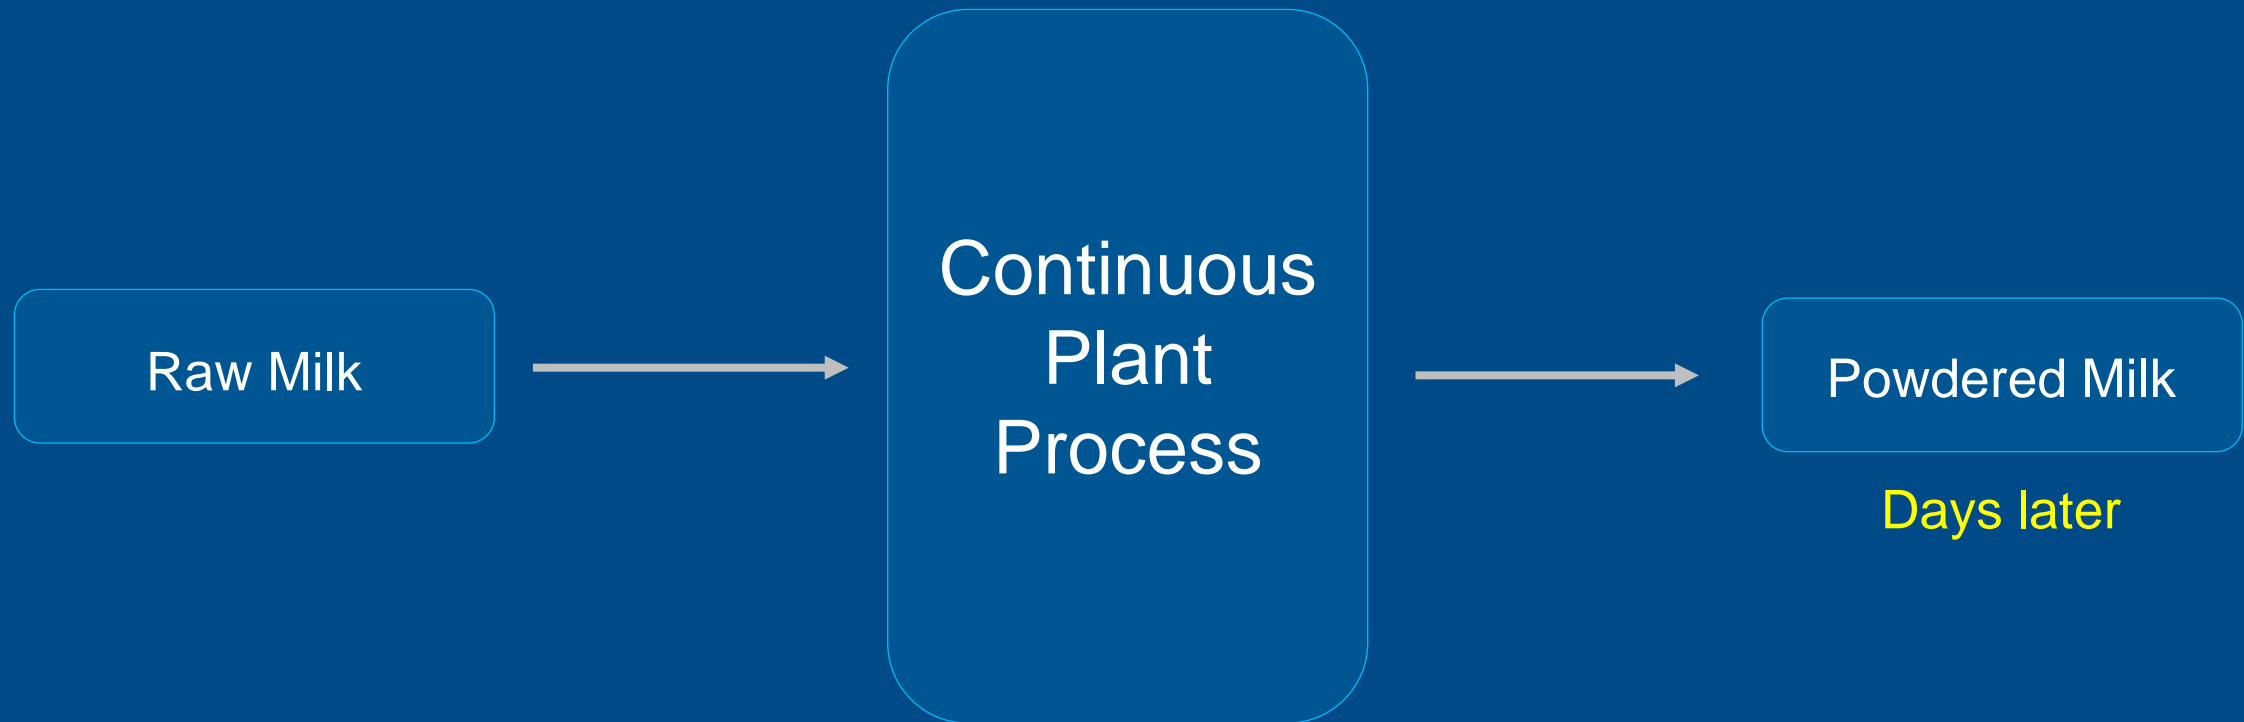 Raw Milk
Continuous
Plant
Process
Powdered Milk
Days later